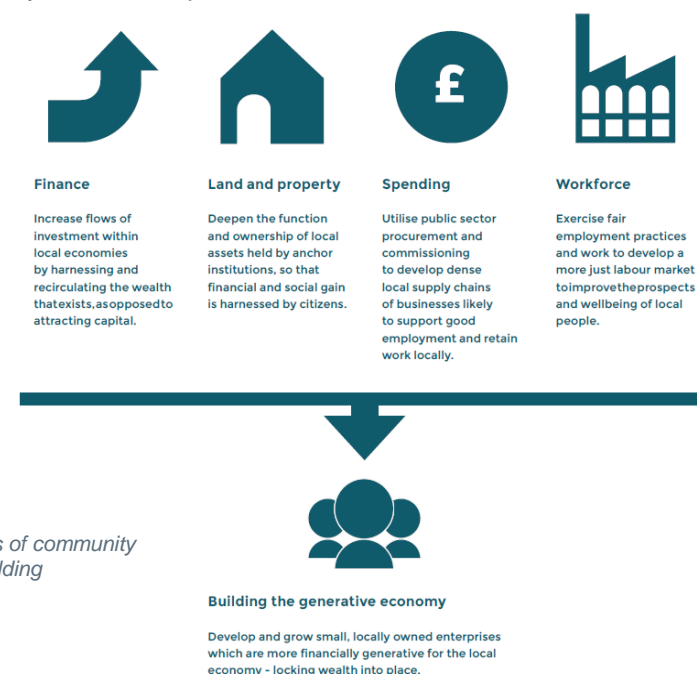 £
Finance
Increase flows of
investment within
local economies
by harnessing and
recirculating the wealth
thatexists,asopposedto
attracting capital.
Land and property
Deepen the function
and ownership of local
assets held by anchor
institutions, so that
financial and social gain
is harnessed by citizens.
Spending
Utilise public sector
procurement and
commissioning
to develop dense
local supply chains
of businesses likely
to support good
employment and retain
work locally.
Workforce
Exercise fair
employment practices
and work to develop a
more just labour market
toimprovetheprospects
and wellbeing of local
people.
of community
Building the generative economy
Develop and grow small, locally owned enterprises
which are more financially generative for the local
economy - locking wealth into place.